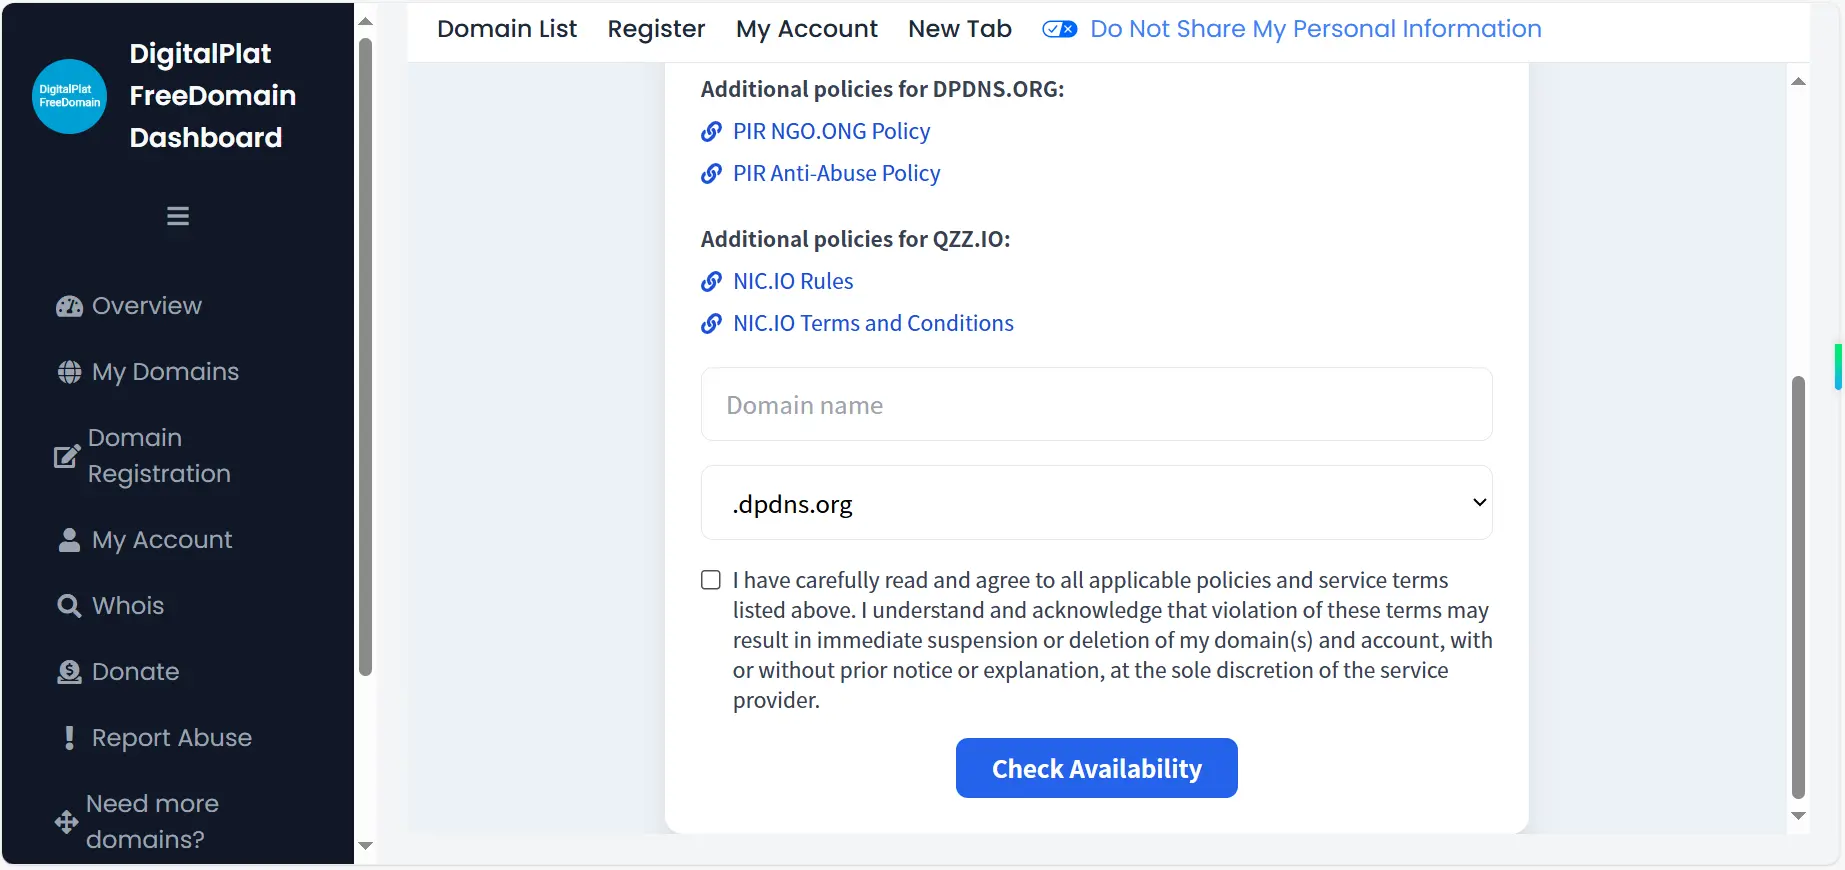 DigitalPlat
FreeDomain
DigitalPlat
FreeDomain
Dashboard
Overview
My Domains
Domain
Registration
My Account
Whois
Donate
Report Abuse
Need more
domains?
Domain List Register My Account New Tab Do Not Share My Personal Information
Additional policies for DPDNS.ORG:
PIR NGO.ONG Policy
PIR Anti-Abuse Policy
Additional policies for QZZ.IO:
NIC.IO Rules
NIC.IO Terms and Conditions
Domain name
.dpdns.org
I have carefully read and agree to all applicable policies and service terms
listed above. I understand and acknowledge that violation of these terms may
result in immediate suspension or deletion of my domain(s) and account, with
or without prior notice or explanation, at the sole discretion of the service
provider.
Check Availability